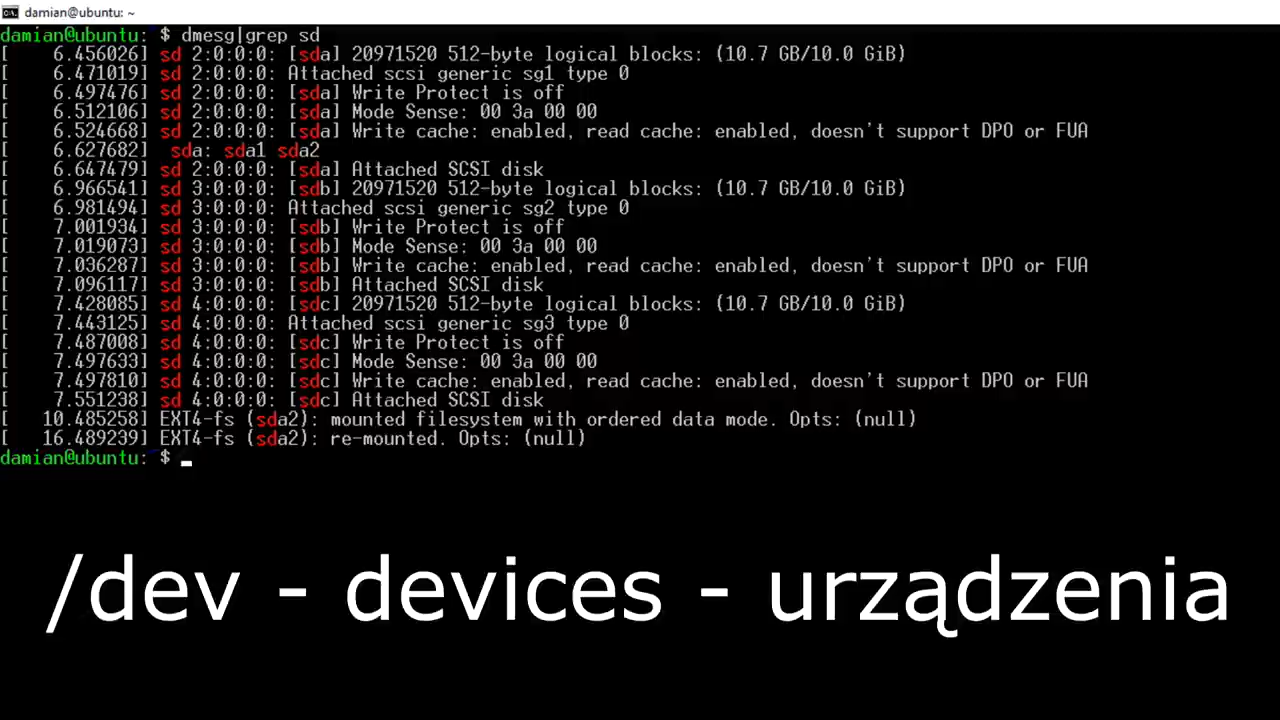 damian@ubuntu: ~
damian@ubuntu:~$ dmesg|grep sd
[    6.456026] sd 2:0:0:0: [sda] 20971520 512-byte logical blocks: (10.7 GB/10.0 GiB)
[    6.471019] sd 2:0:0:0: Attached scsi generic sg1 type 0
[    6.497476] sd 2:0:0:0: [sda] Write Protect is off
[    6.512106] sd 2:0:0:0: [sda] Mode Sense: 00 3a 00 00
[    6.524668] sd 2:0:0:0: [sda] Write cache: enabled, read cache: enabled, doesn't support DPO or FUA
[    6.627682]  sda: sda1 sda2
[    6.647479] sd 2:0:0:0: [sda] Attached SCSI disk
[    6.966541] sd 3:0:0:0: [sdb] 20971520 512-byte logical blocks: (10.7 GB/10.0 GiB)
[    6.981494] sd 3:0:0:0: Attached scsi generic sg2 type 0
[    7.001934] sd 3:0:0:0: [sdb] Write Protect is off
[    7.019073] sd 3:0:0:0: [sdb] Mode Sense: 00 3a 00 00
[    7.036287] sd 3:0:0:0: [sdb] Write cache: enabled, read cache: enabled, doesn't support DPO or FUA
[    7.096117] sd 3:0:0:0: [sdb] Attached SCSI disk
[    7.428085] sd 4:0:0:0: [sdc] 20971520 512-byte logical blocks: (10.7 GB/10.0 GiB)
[    7.443125] sd 4:0:0:0: Attached scsi generic sg3 type 0
[    7.487008] sd 4:0:0:0: [sdc] Write Protect is off
[    7.497633] sd 4:0:0:0: [sdc] Mode Sense: 00 3a 00 00
[    7.497810] sd 4:0:0:0: [sdc] Write cache: enabled, read cache: enabled, doesn't support DPO or FUA
[    7.551238] sd 4:0:0:0: [sdc] Attached SCSI disk
[   10.485258] EXT4-fs (sda2): mounted filesystem with ordered data mode. Opts: (null)
[   16.489239] EXT4-fs (sda2): re-mounted. Opts: (null)
damian@ubuntu:~$
/dev - devices - urządzenia